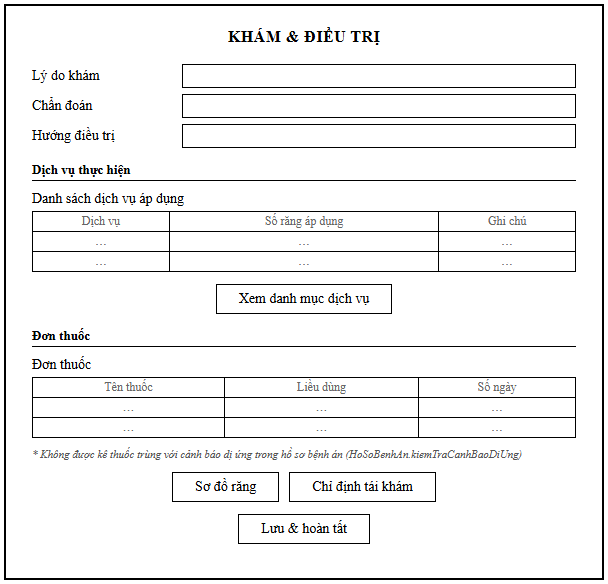 KHÁM & ĐIỀU TRỊ
Lý do khám
Chẩn đoán
Hướng điều trị
Dịch vụ thực hiện
Danh sách dịch vụ áp dụng
Dịch vụ Số răng áp dụng Ghi chú
... ... ...
... ... ...
Xem danh mục dịch vụ
Đơn thuốc
Đơn thuốc
Tên thuốc Liều dùng Số ngày
... ... ...
... ... ...
* Không được kê thuốc trùng với cảnh báo dị ứng trong hồ sơ bệnh án (HoSoBenhAn.kiemTraCanhBaoDiUng)
Sơ đồ răng Chỉ định tái khám
Lưu & hoàn tất